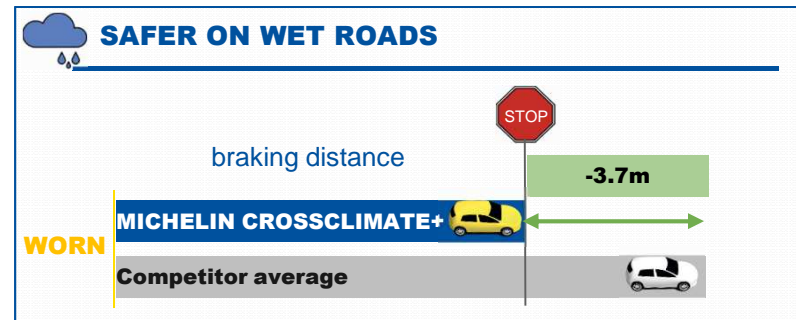 SAFER ON WET ROADS
STOP
braking distance
-3.7m
MICHELIN CROSSCLIMATE+
WORN
Competitor average